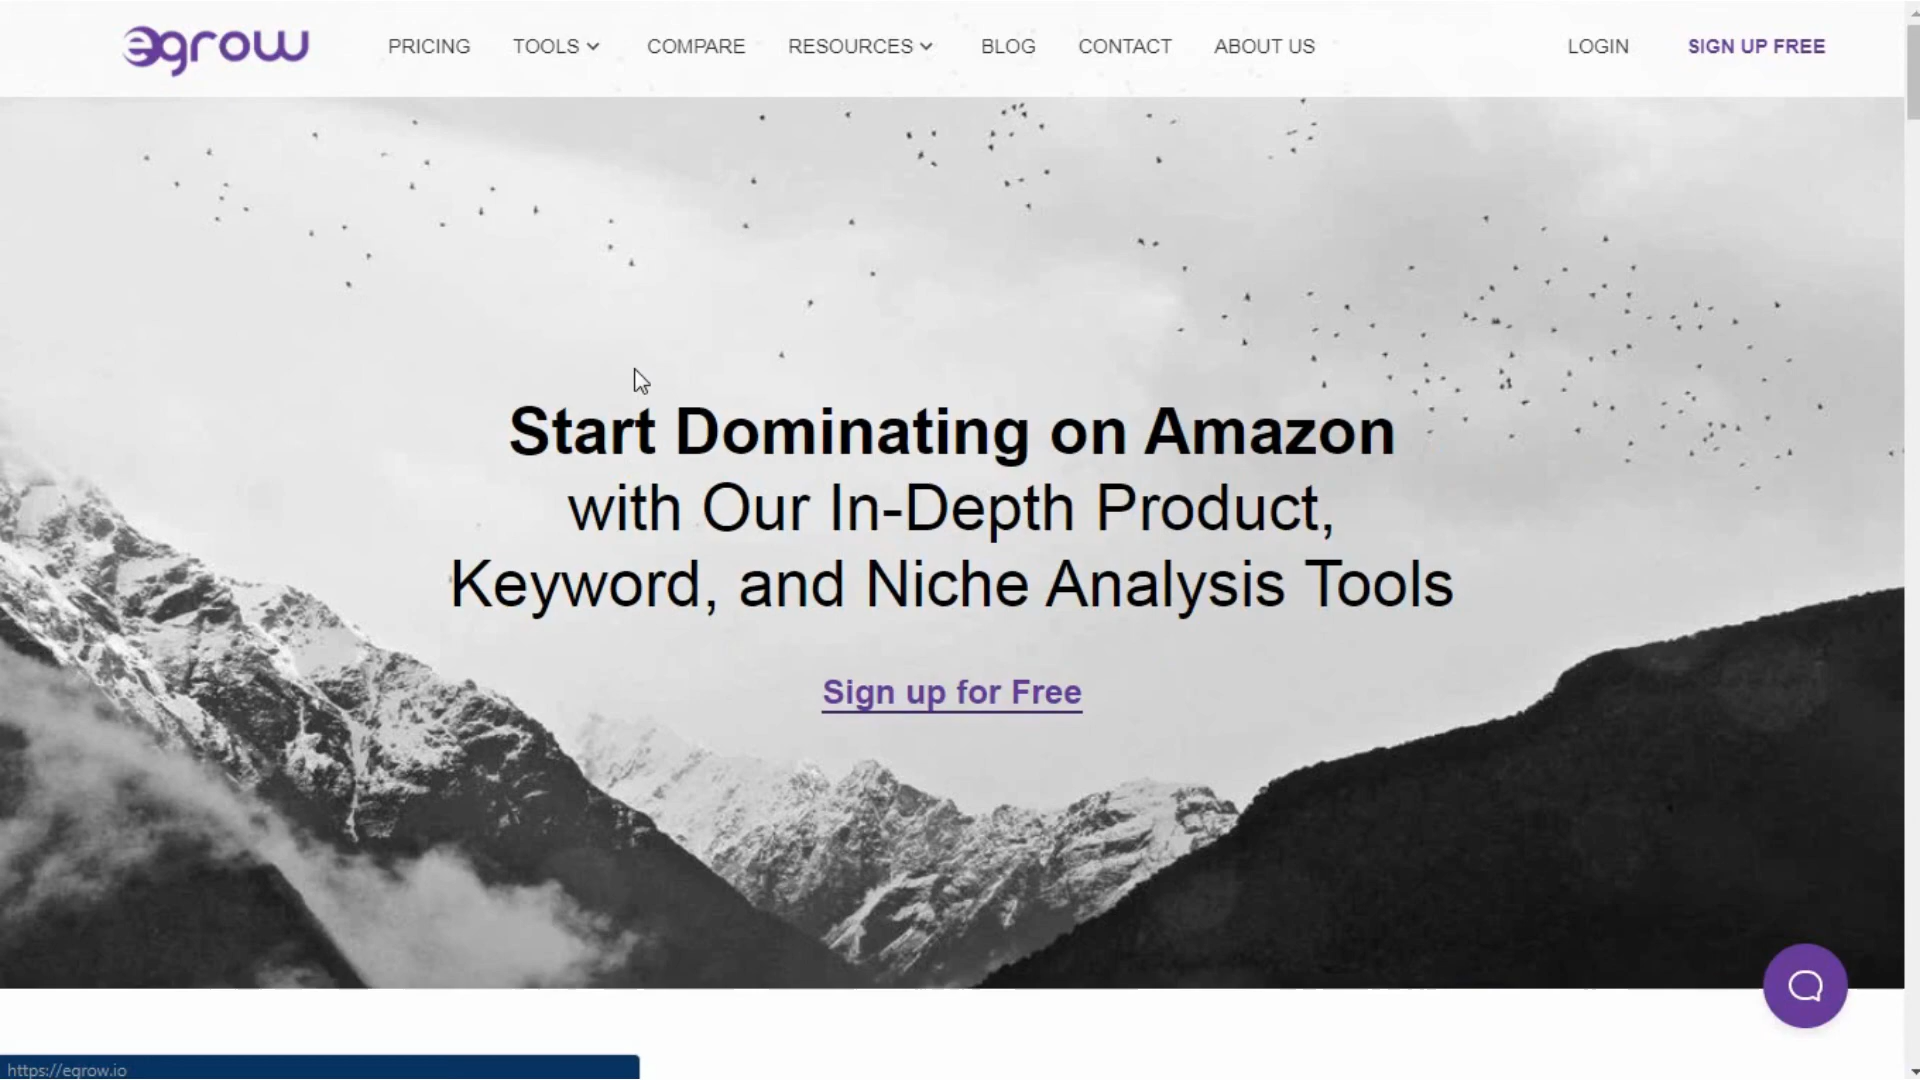 egrow
PRICING TOOLS COMPARE RESOURCES BLOG CONTACT ABOUT US LOGIN SIGN UP FREE
Start Dominating on Amazon
with Our In-Depth Product,
Keyword, and Niche Analysis Tools
Sign up for Free
https://egrow.io